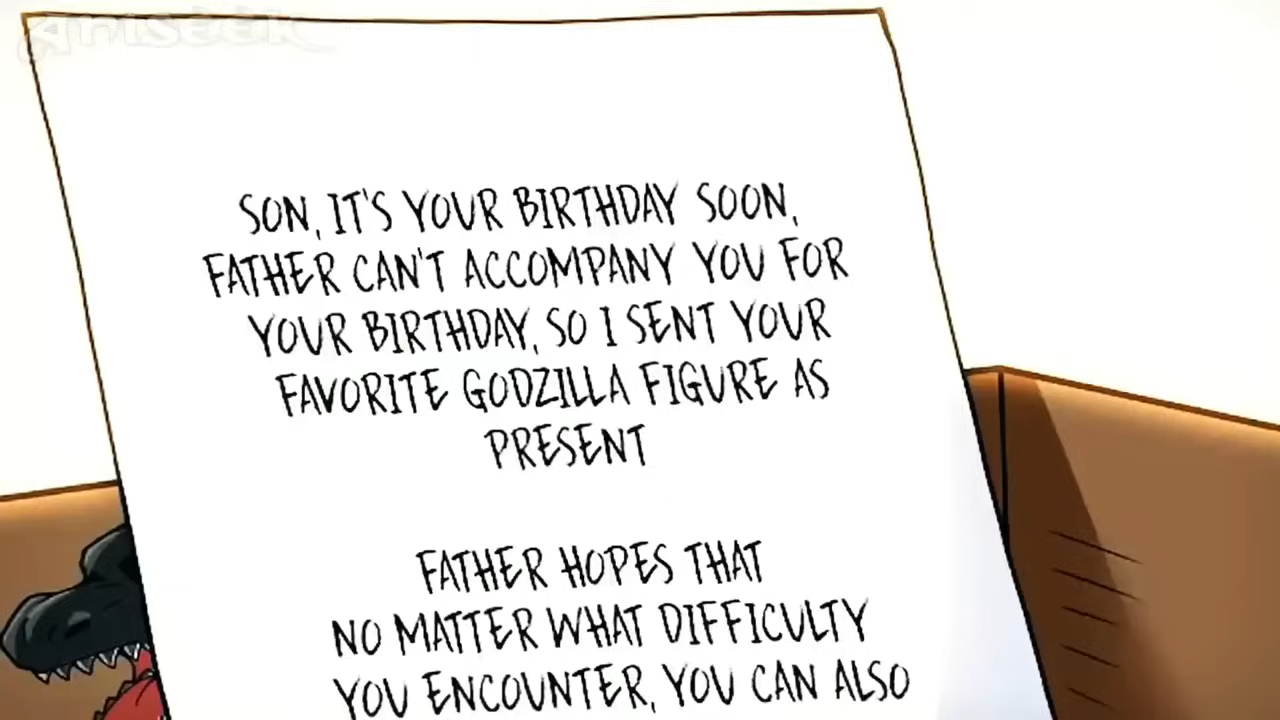 Aniseek
SON, IT'S YOUR BIRTHDAY SOON,
FATHER CAN'T ACCOMPANY YOU FOR
YOUR BIRTHDAY, SO I SENT YOUR
FAVORITE GODZILLA FIGURE AS
PRESENT
FATHER HOPES THAT
NO MATTER WHAT DIFFICULTY
YOU ENCOUNTER, YOU CAN ALSO